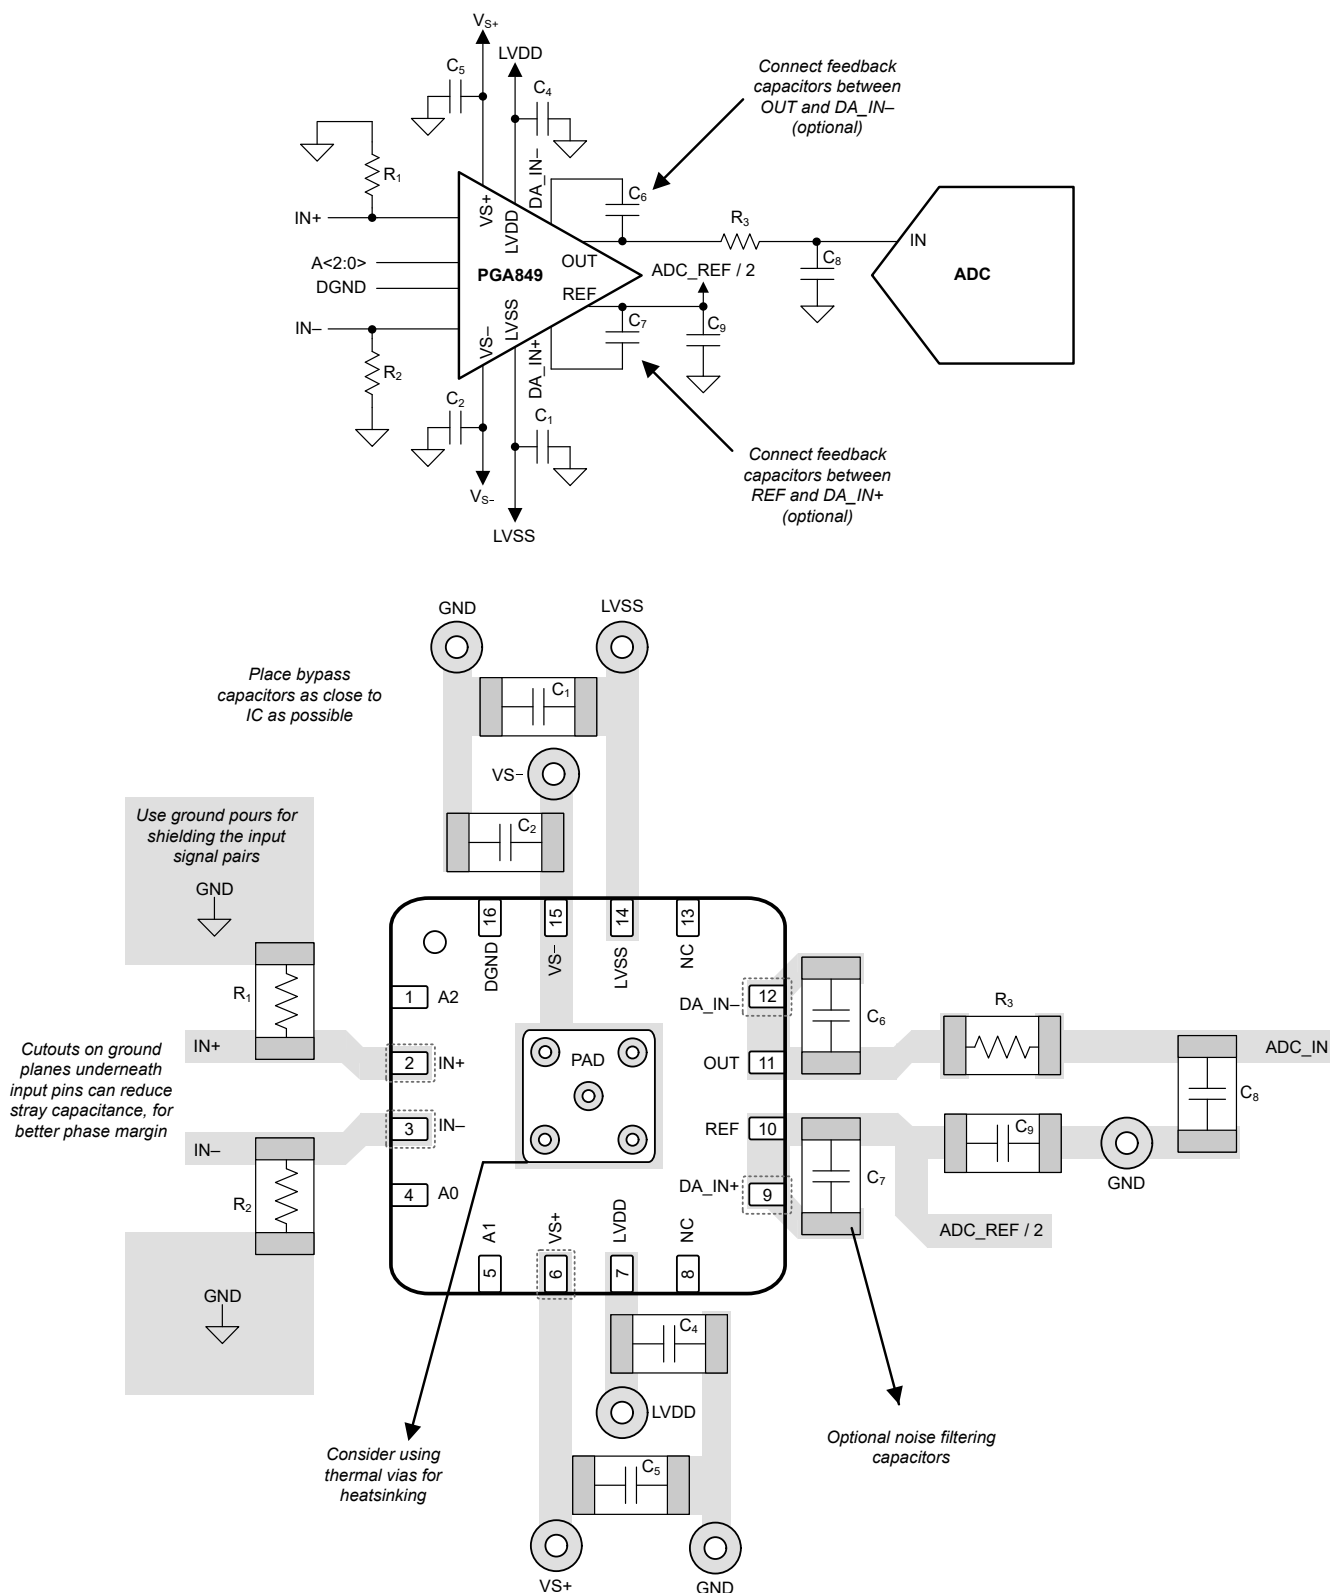 VS+
LVDD
C5
C4
Connect feedback
capacitors between
OUT and DA_IN–
(optional)
R1
DA_IN–
C6
VS+
LVDD
R3
IN+
IN
OUT
C8
A<2:0>
PGA849
ADC_REF / 2
ADC
DGND
REF
IN–
C7
C9
VS–
LVSS
DA_IN+
R2
C2
C1
Connect feedback
capacitors between
REF and DA_IN+
(optional)
VS–
LVSS
GND
LVSS
Place bypass
capacitors as close to
IC as possible
C1
VS–
C2
Use ground pours for
shielding the input
signal pairs
GND
16
15
14
13
DGND
VS–
LVSS
NC
R1
1
A2
DA_IN–
12
C6
R3
Cutouts on ground
planes underneath
input pins can reduce
stray capacitance, for
better phase margin
IN+
2
IN+
PAD
OUT
11
ADC_IN
C8
IN–
3
IN–
REF
10
C9
GND
R2
4
A0
DA_IN+
9
C7
ADC_REF / 2
A1
VS+
LVDD
NC
5
6
7
8
GND
C4
LVDD
Consider using
thermal vias for
heatsinking
Optional noise filtering
capacitors
C5
VS+
GND